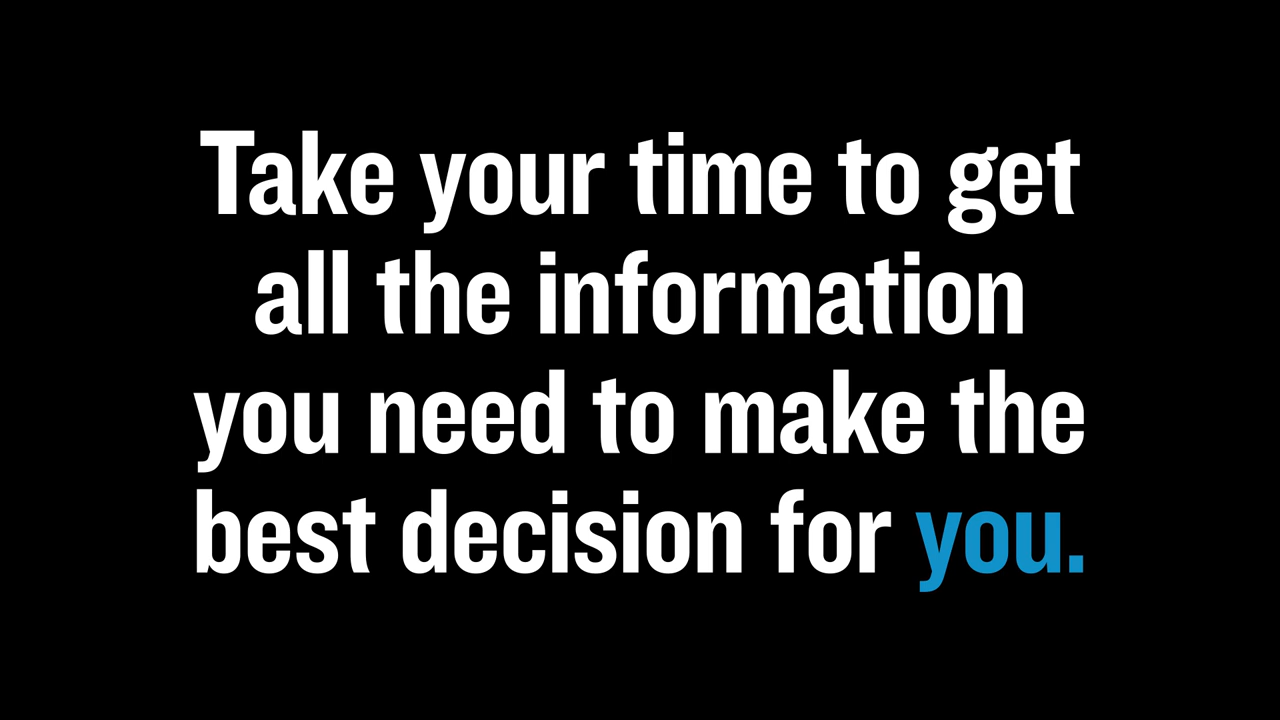 Take your time to get
all the information
you need to make the
best decision for you.